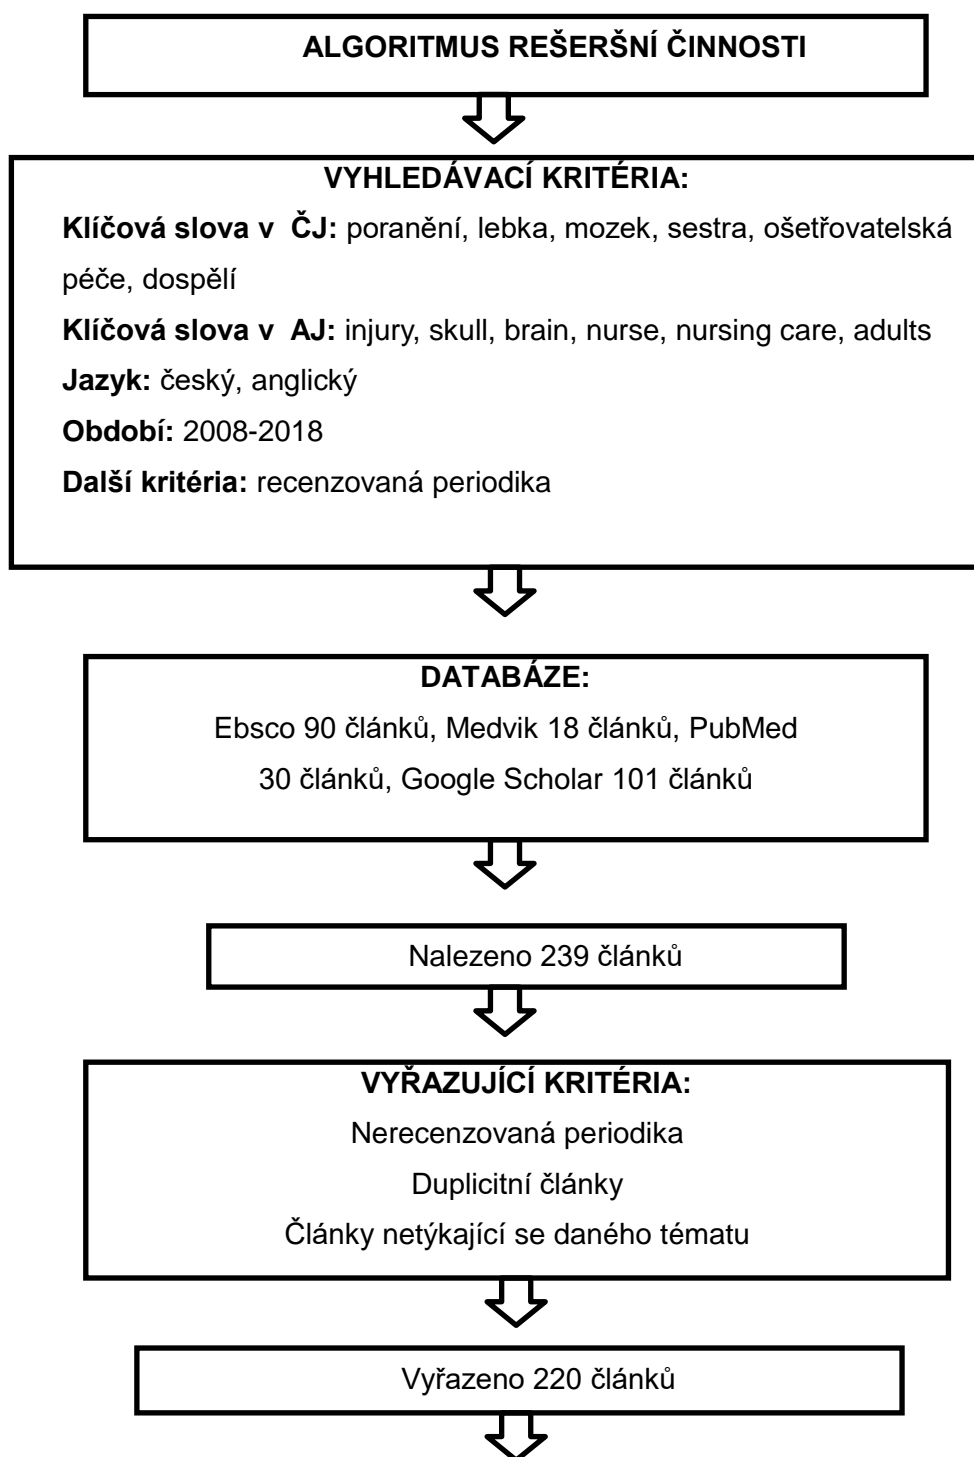 ALGORITMUS REŠERŠNÍ ČINNOSTI
VYHLEDÁVACÍ KRITÉRIA:
Klíčová slova v ČJ: poranění, lebka, mozek, sestra, ošetřovatelská
péče, dospělí
Klíčová slova v AJ: injury, skull, brain, nurse, nursing care, adults
Jazyk: český, anglický
Období: 2008-2018
Další kritéria: recenzovaná periodika
DATABÁZE:
Ebsco 90 článků, Medvik 18 článků, PubMed
30 článků, Google Scholar 101 článků
Nalezeno 239 článků
VYŘAZUJÍCÍ KRITÉRIA:
Nerecenzovaná periodika
Duplicitní články
Články netýkající se daného tématu
Vyřazeno 220 článků